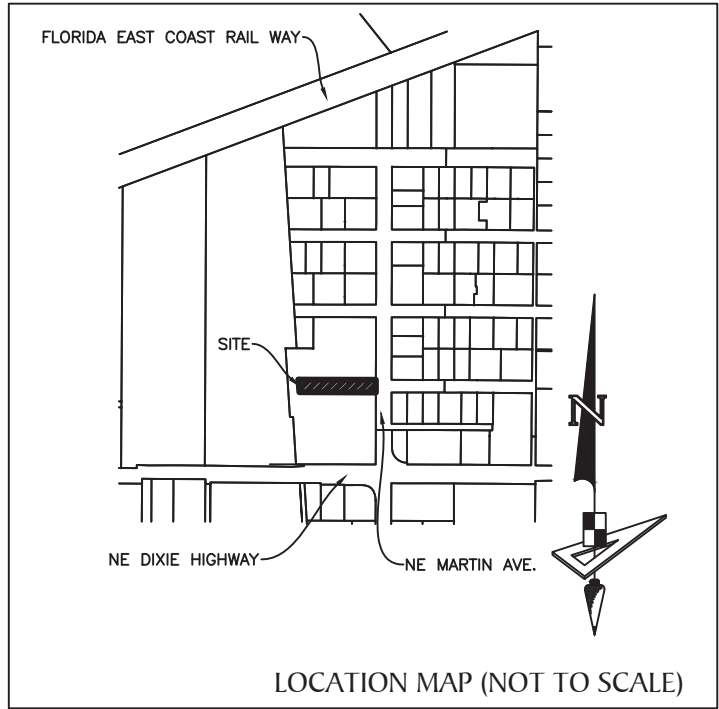 FLORIDA EAST COAST RAIL WAY
SITE
N
NE DIXIE HIGHWAY
NE MARTIN AVE.
LOCATION MAP (NOT TO SCALE)